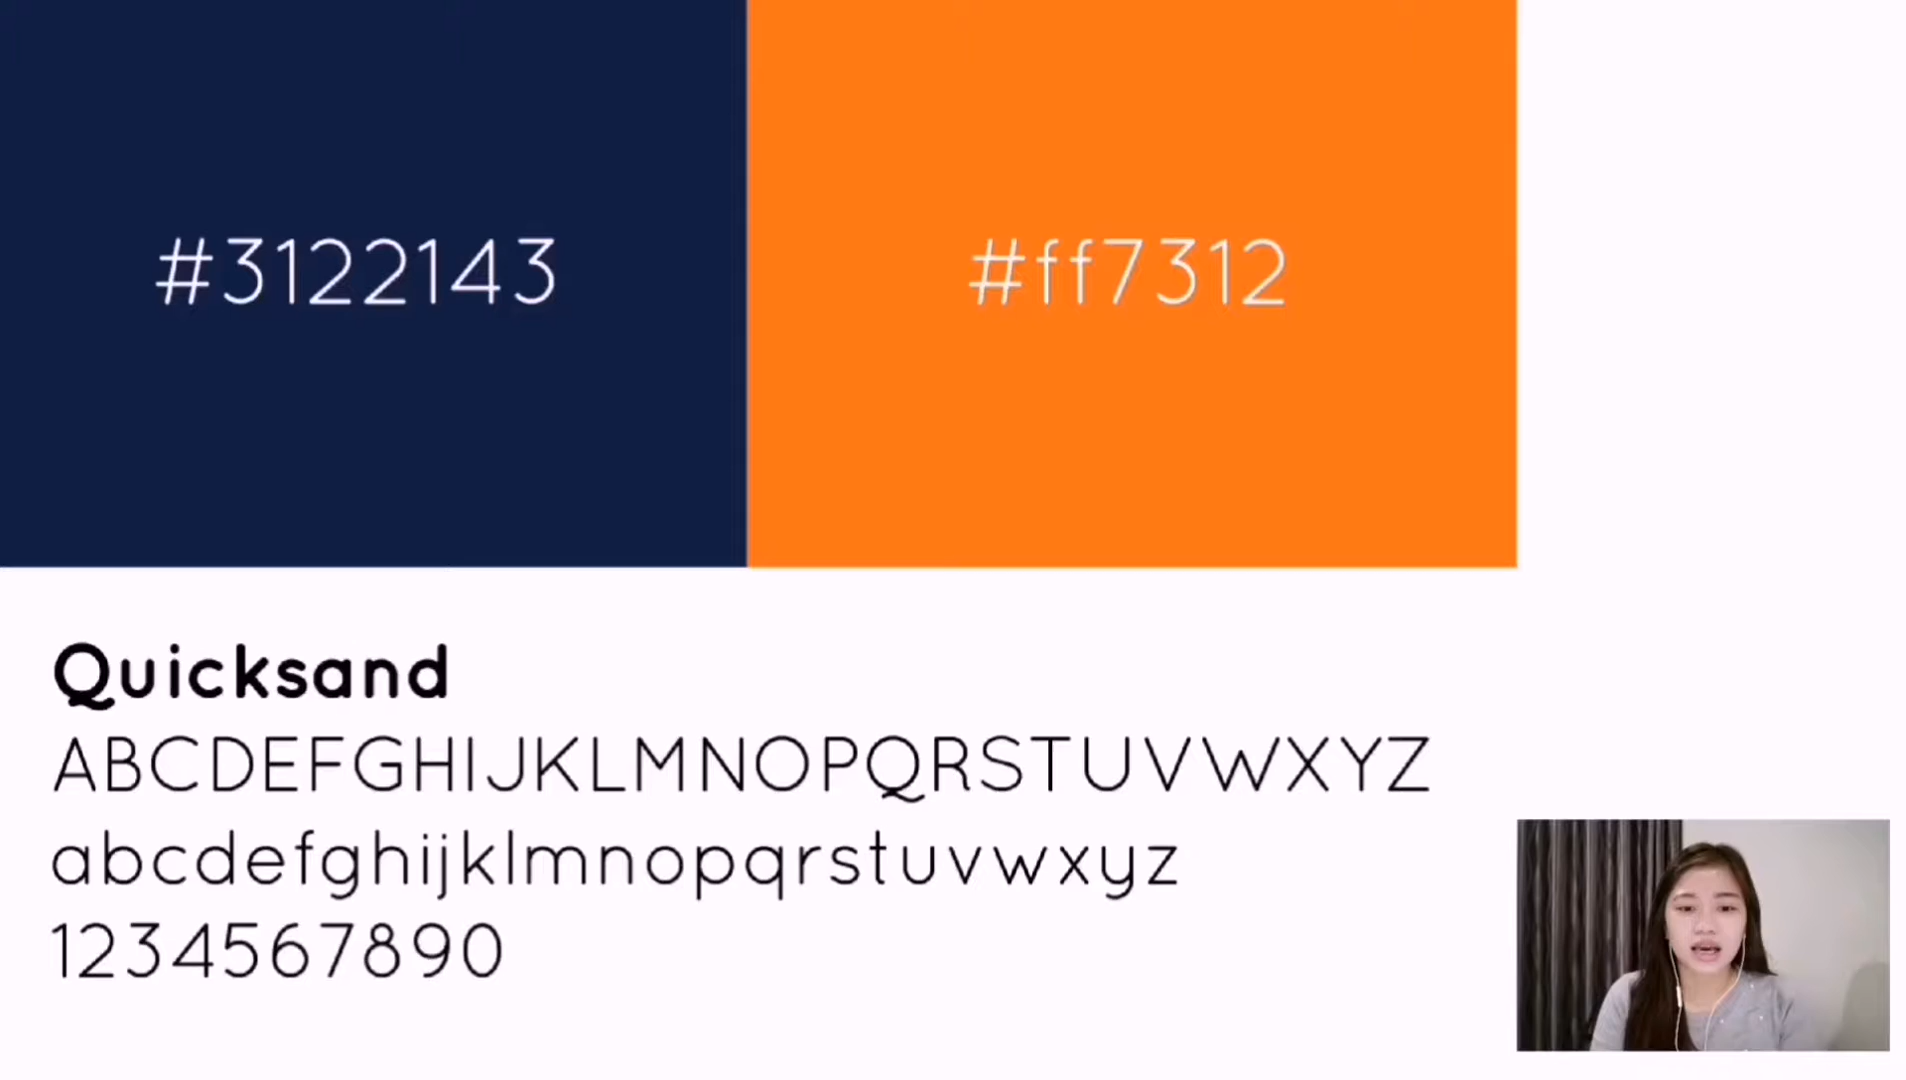 #3122143
#ff7312
Quicksand
ABCDEFGHIJKLMNOPQRSTUVWXYZ
abcdefghijklmnopqrstuvwxyz
1234567890